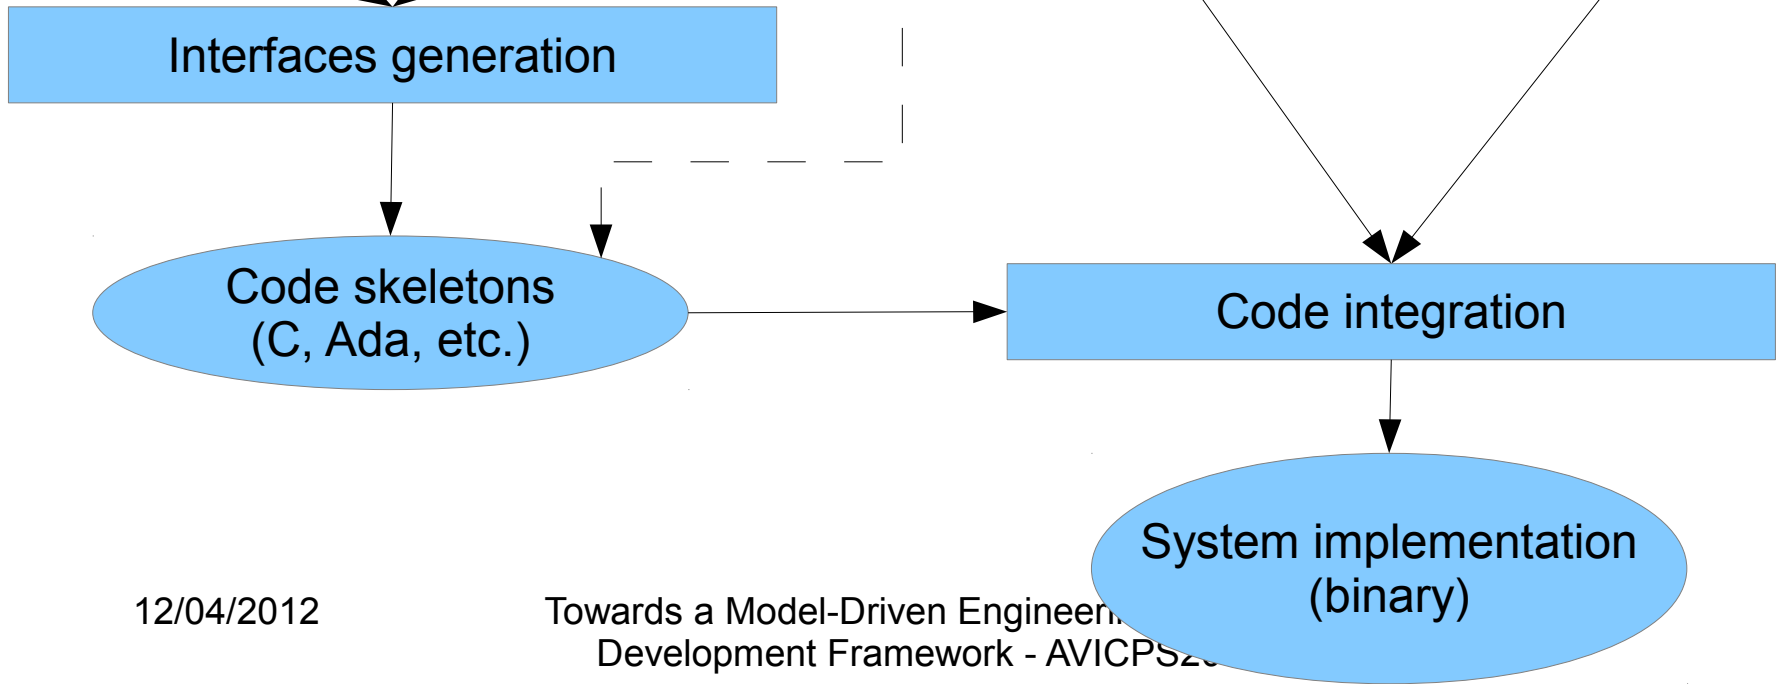 Interfaces generation
Code skeletons
(C, Ada, etc.)
Code integration
System implementation
(binary)
12/04/2012
Towards a Model-Driven
Development Framework -